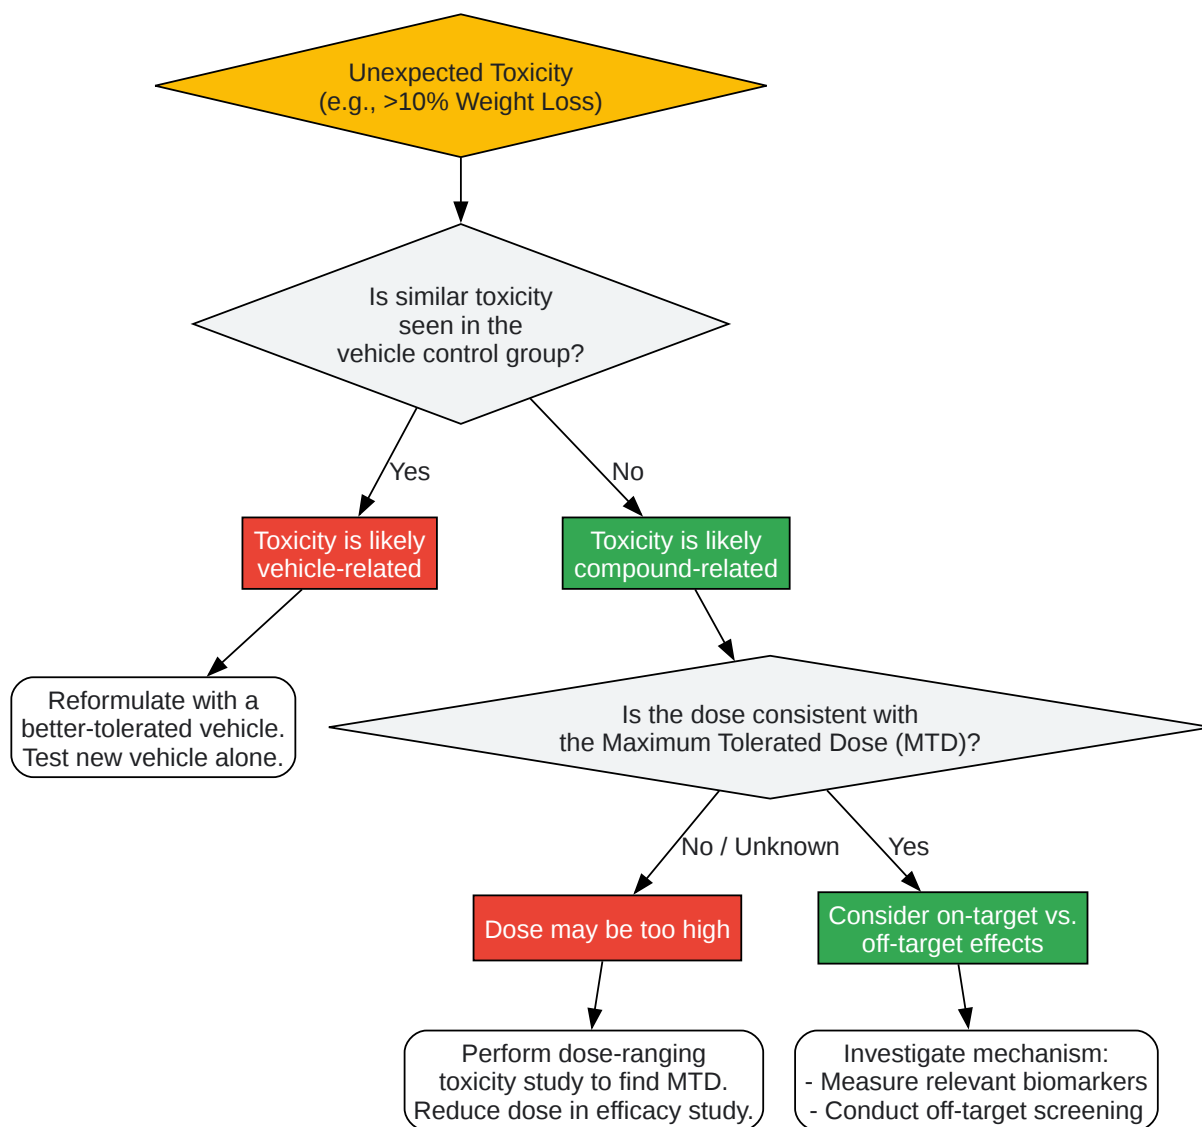 Unexpected Toxicity
(e.g., >10% Weight Loss)
Is similar toxicity
seen in the
vehicle control group?
Yes
No
Toxicity is likely
vehicle-related
Toxicity is likely
compound-related
Reformulate with a
better-tolerated vehicle.
Test new vehicle alone.
Is the dose consistent with
the Maximum Tolerated Dose (MTD)?
No / Unknown
Yes
Dose may be too high
Consider on-target vs.
off-target effects
Perform dose-ranging
toxicity study to find MTD.
Reduce dose in efficacy study.
Investigate mechanism:
- Measure relevant biomarkers
- Conduct off-target screening